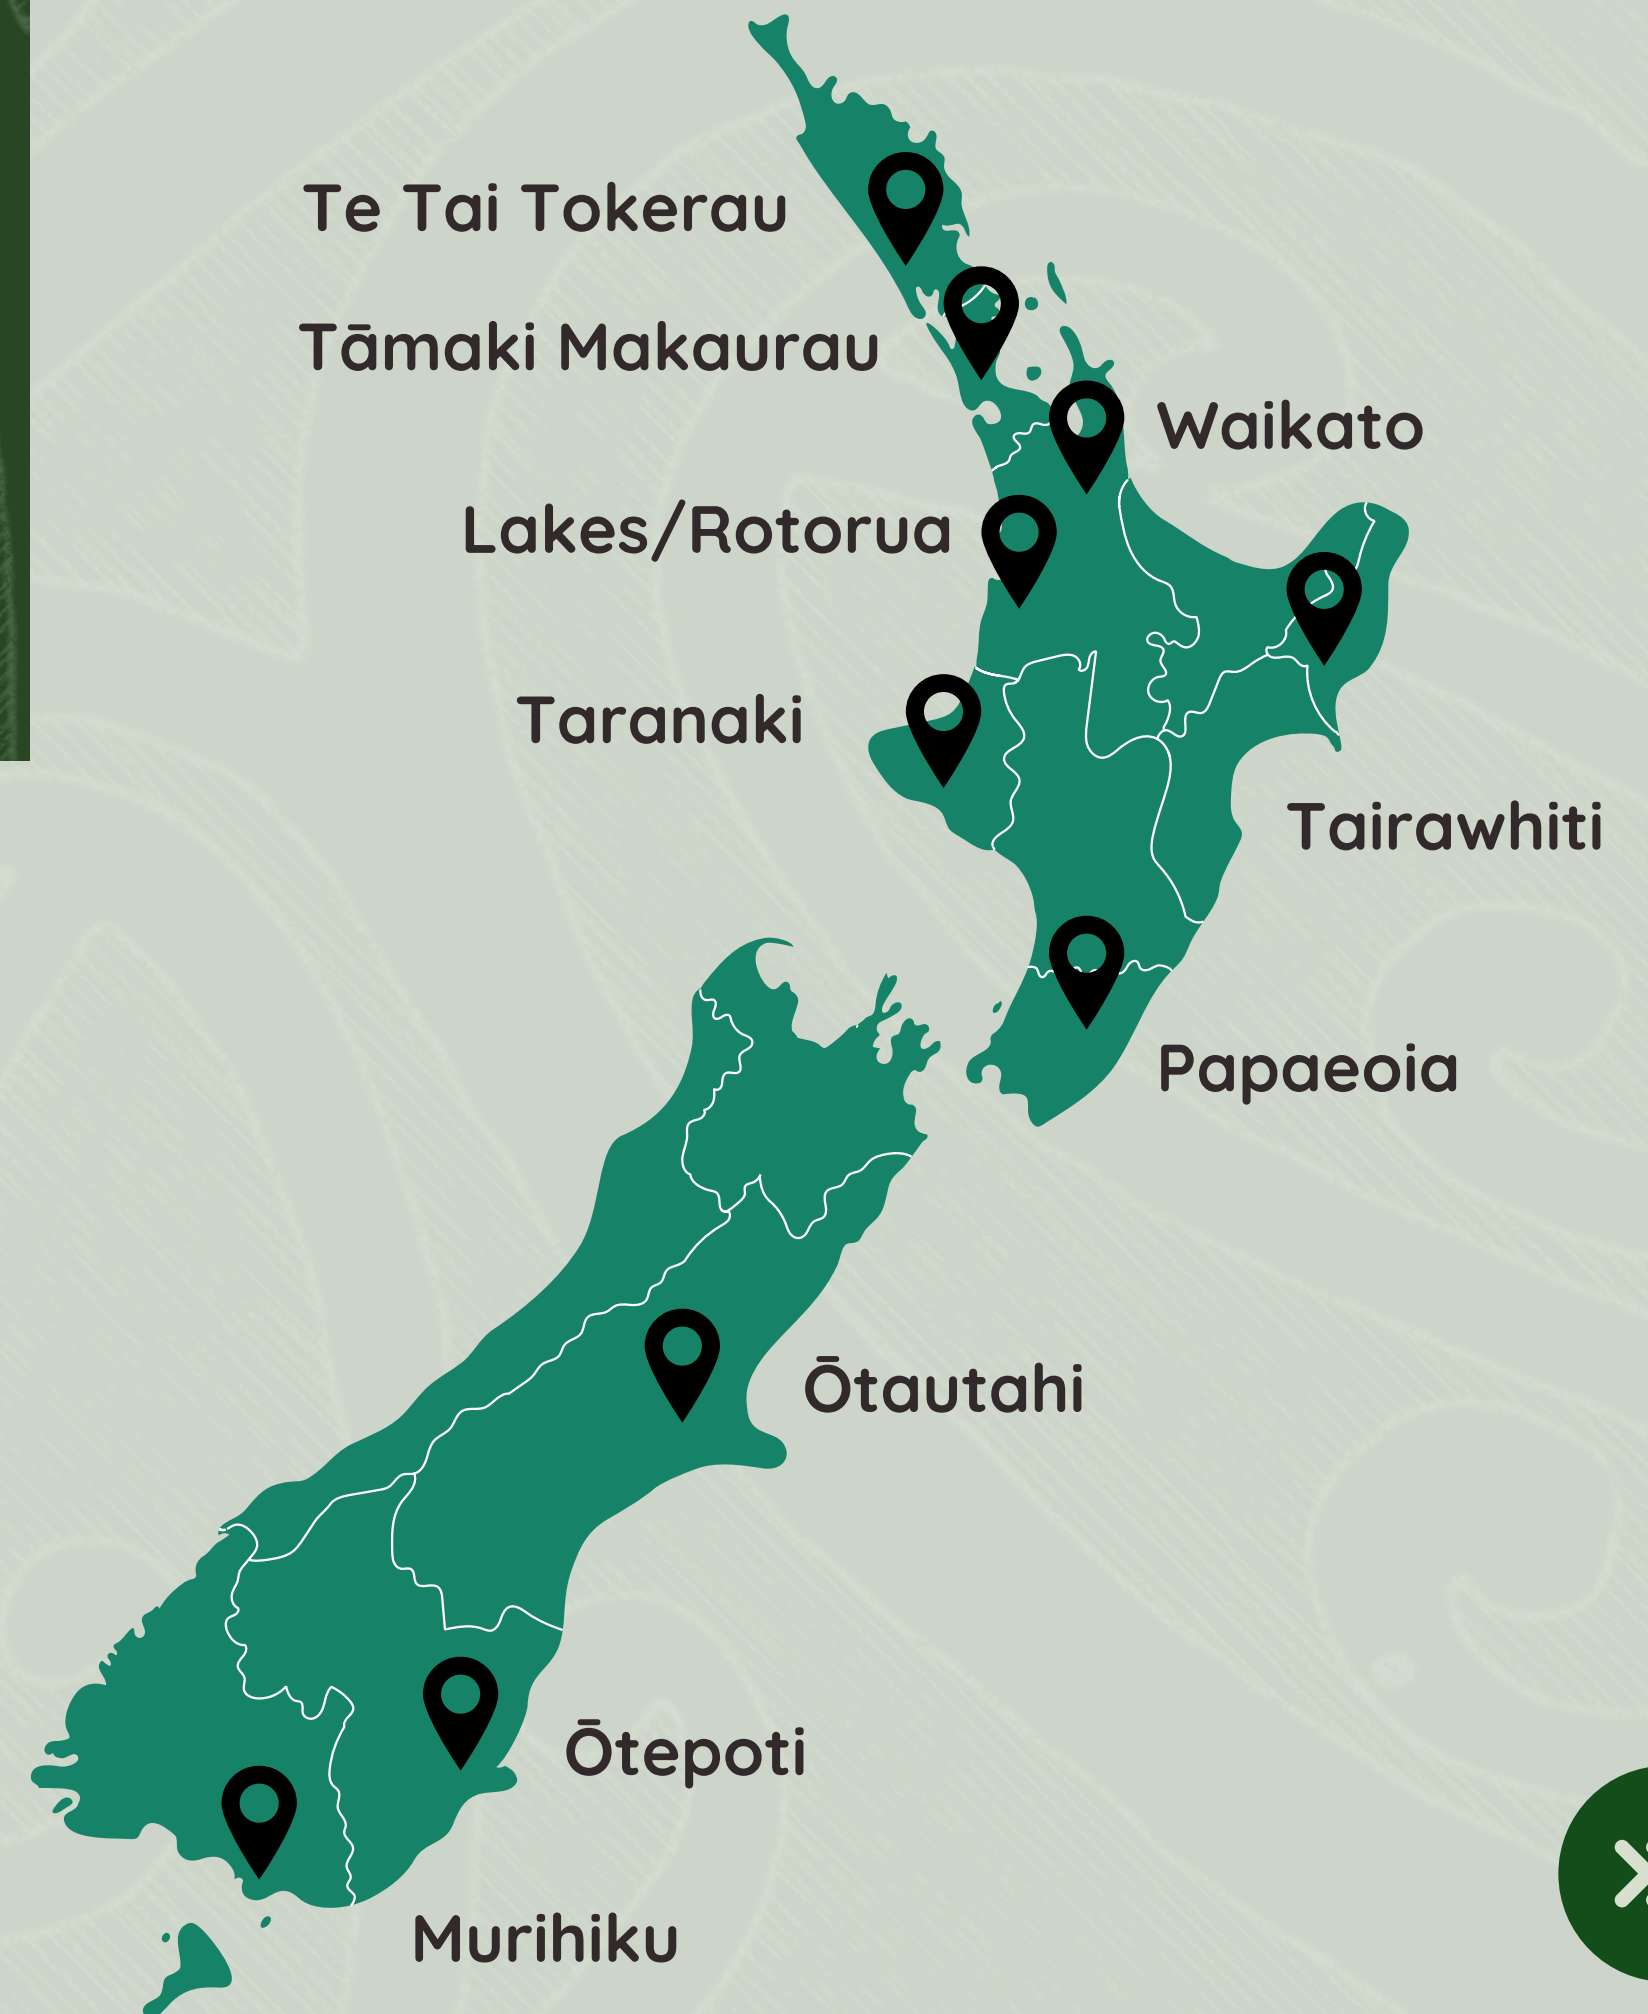 Te Tai Tokerau
Tāmaki Makaurau
Waikato
Lakes/Rotorua
Taranaki
Tairawhiti
Papaeoia
Ōtautahi
Ōtepoti
Murihiku